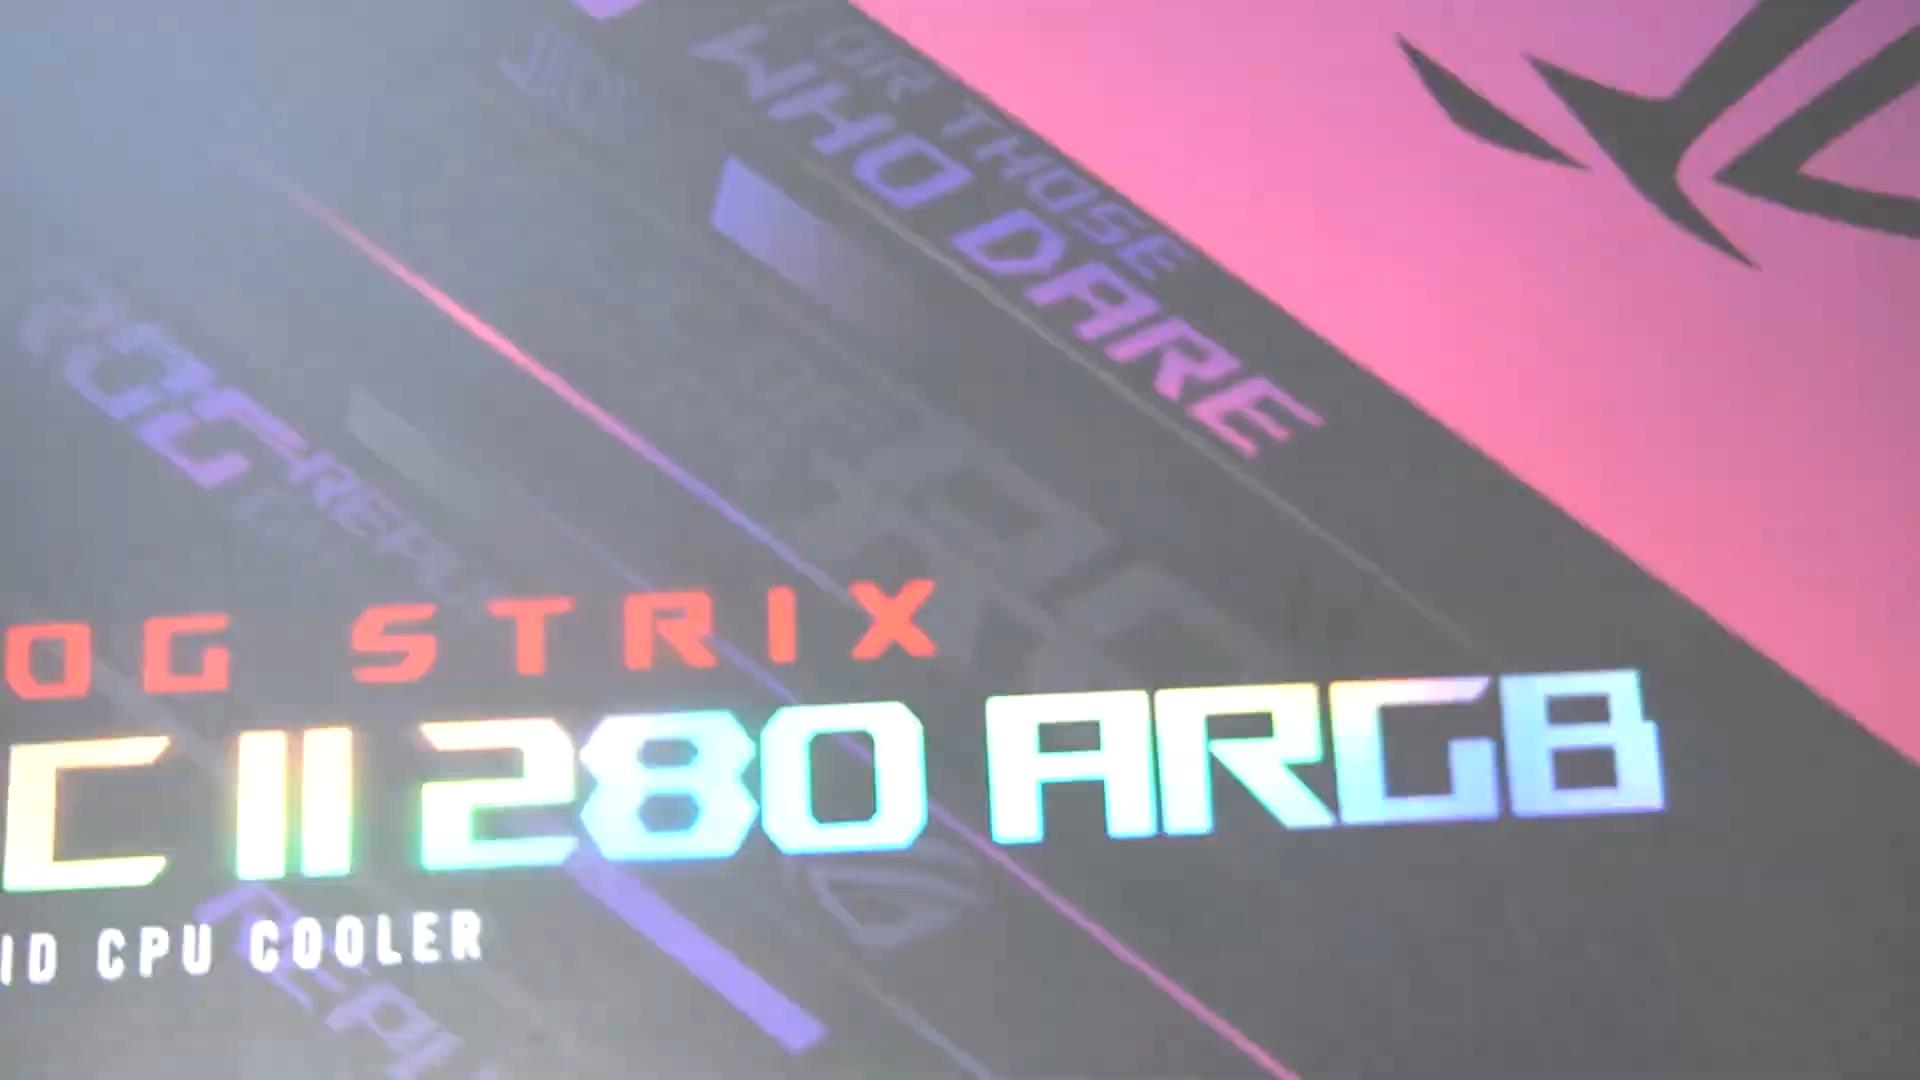 OR THOSE
WHO DARE
OG STRIX
C II 280 ARGB
ID CPU COOLER